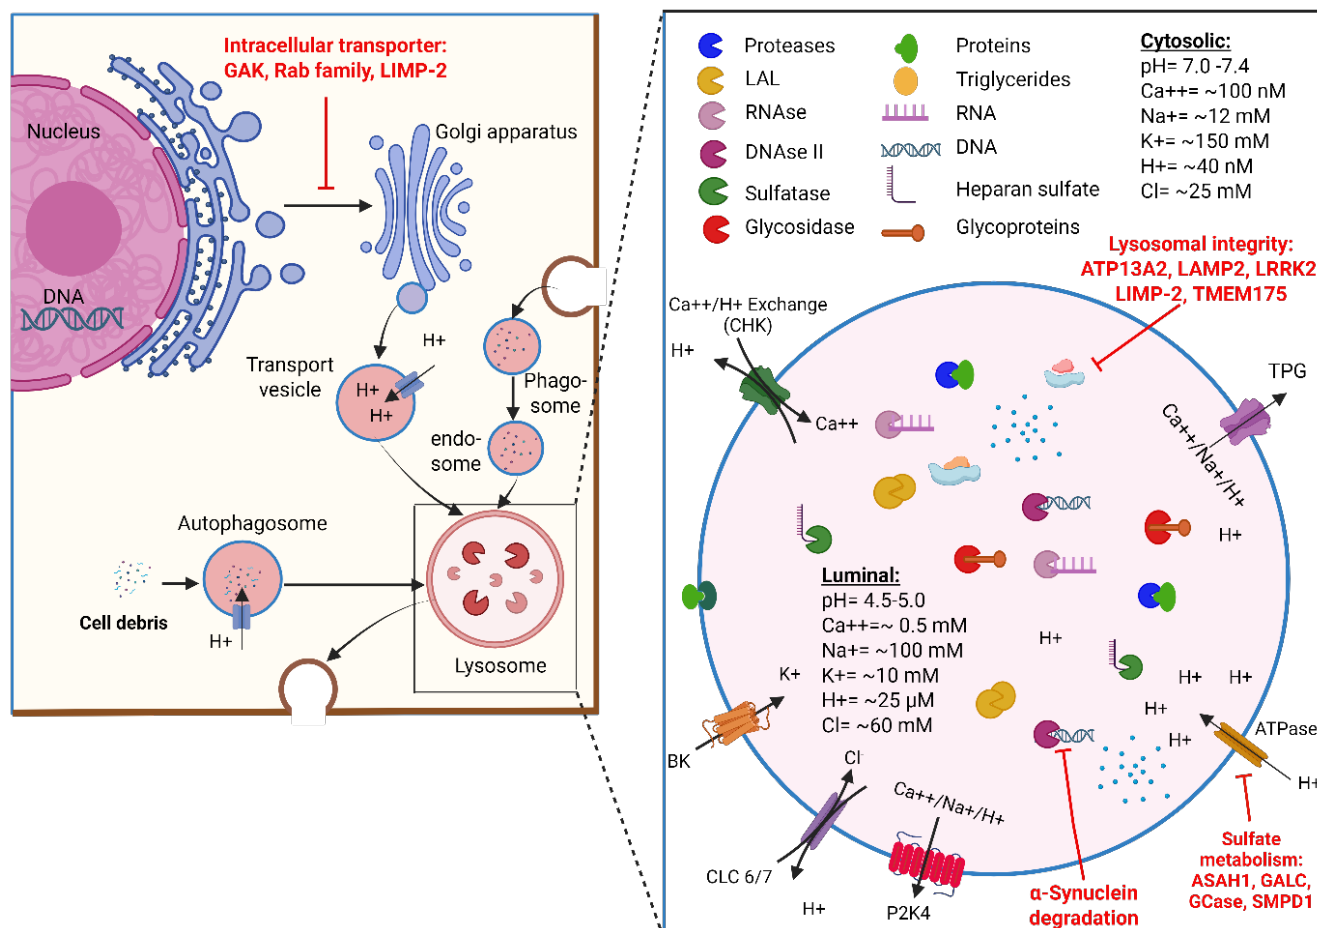 Intracellular transporter:
GAK, Rab family, LIMP-2
Nucleus
Golgi apparatus
DNA
H+
Transport
vesicle
H+
H+
Phago-
some
endo-
some
Autophagosome
Cell debris
H+
Lysosome
Proteases
LAL
RNAse
DNAse II
Sulfatase
Glycosidase
Proteins
Triglycerides
RNA
DNA
Heparan sulfate
Glycoproteins
Cytosolic:
pH= 7.0 -7.4
Ca++= ~100 nM
Na+= ~12 mM
K+= ~150 mM
H+= ~40 nM
Cl= ~25 mM
Lysosomal integrity:
ATP13A2, LAMP2, LRRK2
LIMP-2, TMEM175
Ca++/H+ Exchange
(CHK)
H+
Ca++
TPG
Ca++/Na+/H+
H+
Luminal:
pH= 4.5-5.0
Ca++=~ 0.5 mM
Na+= ~100 mM
K+= ~10 mM
H+= ~25 µM
Cl= ~60 mM
H+
K+
BK
H+
H+
H+
H+
ATPase
H+
Cl-
Ca++/Na+/H+
CLC 6/7
H+
P2K4
α-Synuclein
degradation
Sulfate
metabolism:
ASAH1, GALC,
GCase, SMPD1